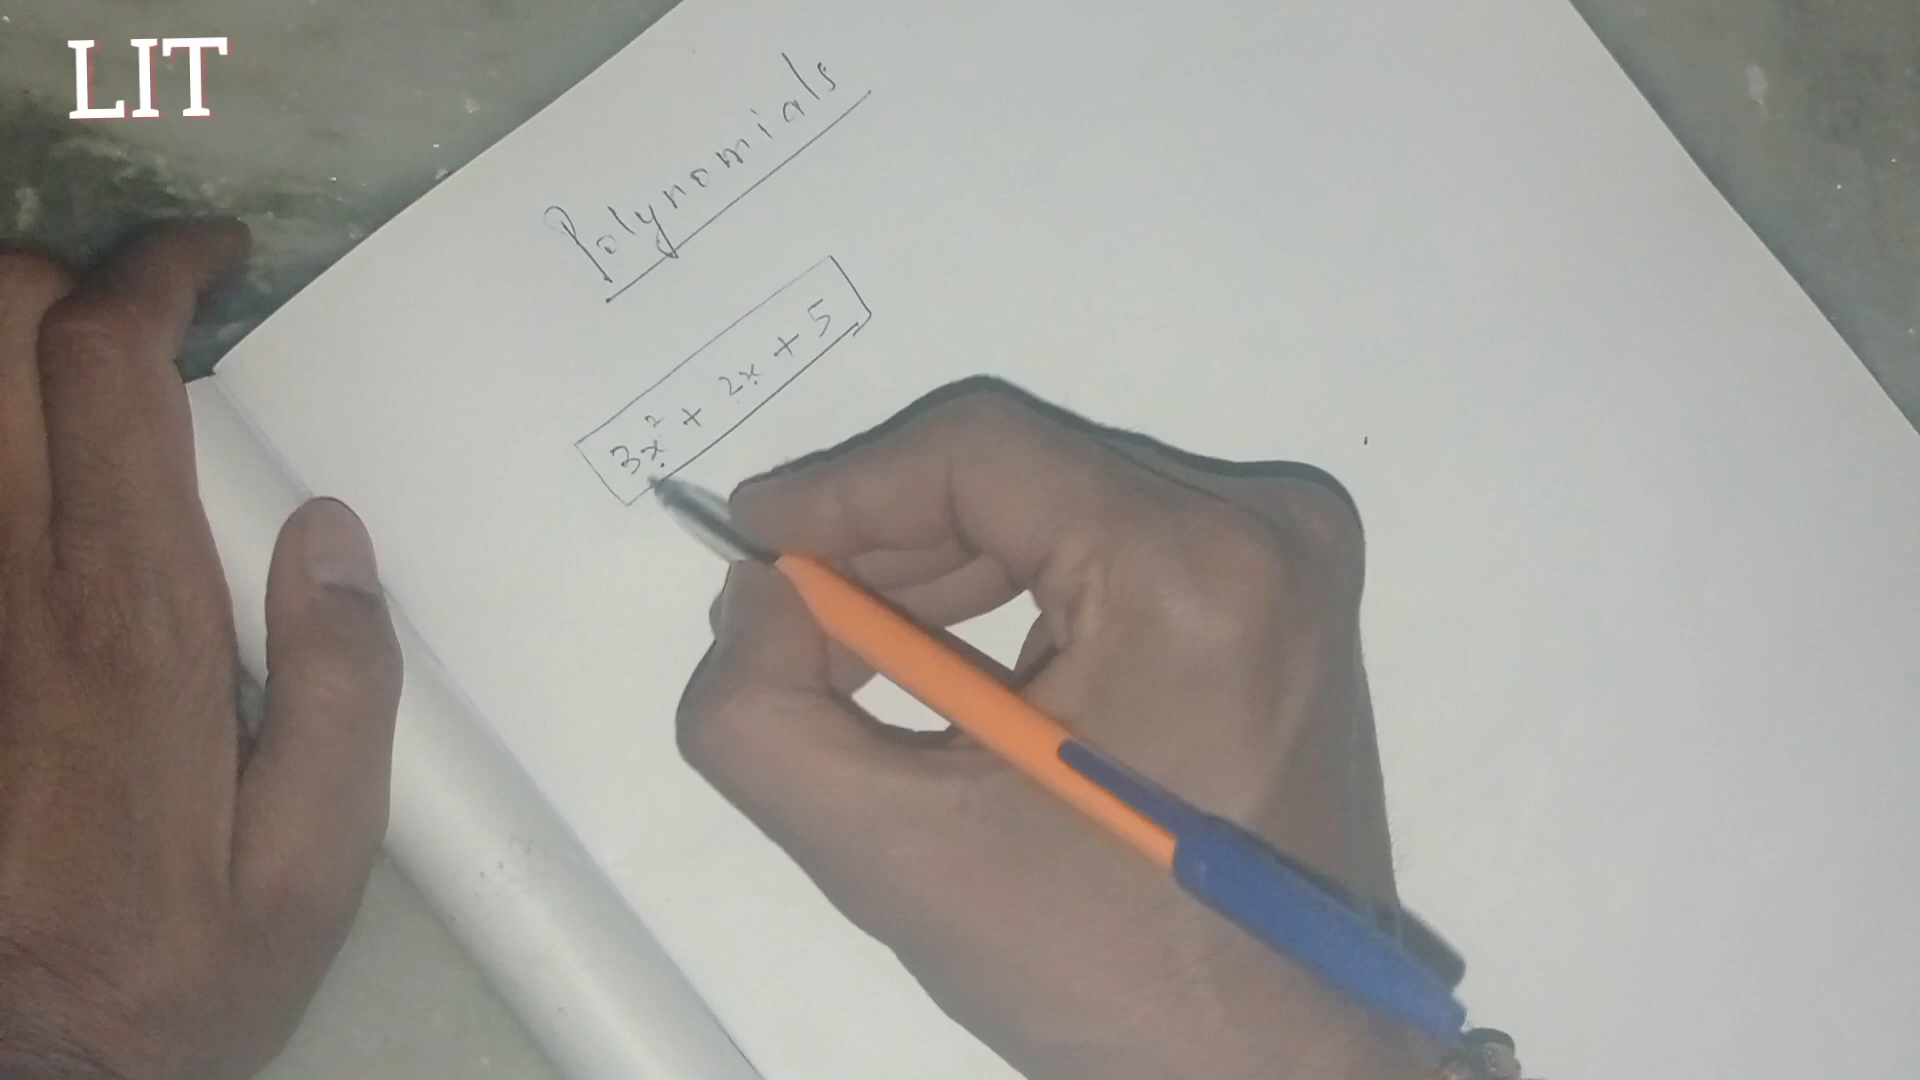 LIT
Polynomials
3x² + 2x + 5